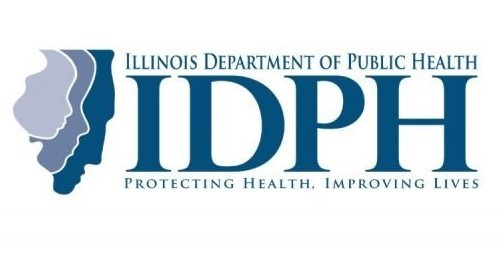 ILLINOIS DEPARTMENT OF PUBLIC HEALTH
IDPH
PROTECTING HEALTH, IMPROVING LIVES